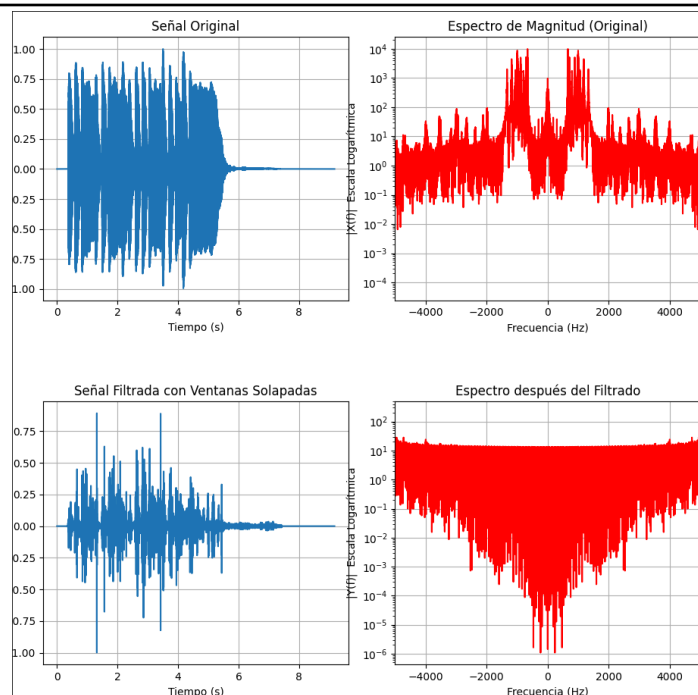 Señal Original
1.00
0.75
0.50
0.25
0.00
0.25
0.50
0.75
1.00
0 2 4 6 8
Tiempo (s)
Espectro de Magnitud (Original)
|X(f)| Escala Logarítmica
10⁴
10³
10²
10¹
10⁰
10⁻¹
10⁻²
10⁻³
10⁻⁴
−4000 −2000 0 2000 4000
Frecuencia (Hz)
Señal Filtrada con Ventanas Solapadas
0.75
0.50
0.25
0.00
0.25
0.50
0.75
1.00
0 2 4 6 8
Tiempo (s)
Espectro después del Filtrado
|Y(f)| Escala Logarítmica
10²
10¹
10⁰
10⁻¹
10⁻²
10⁻³
10⁻⁴
10⁻⁵
10⁻⁶
−4000 −2000 0 2000 4000
Frecuencia (Hz)